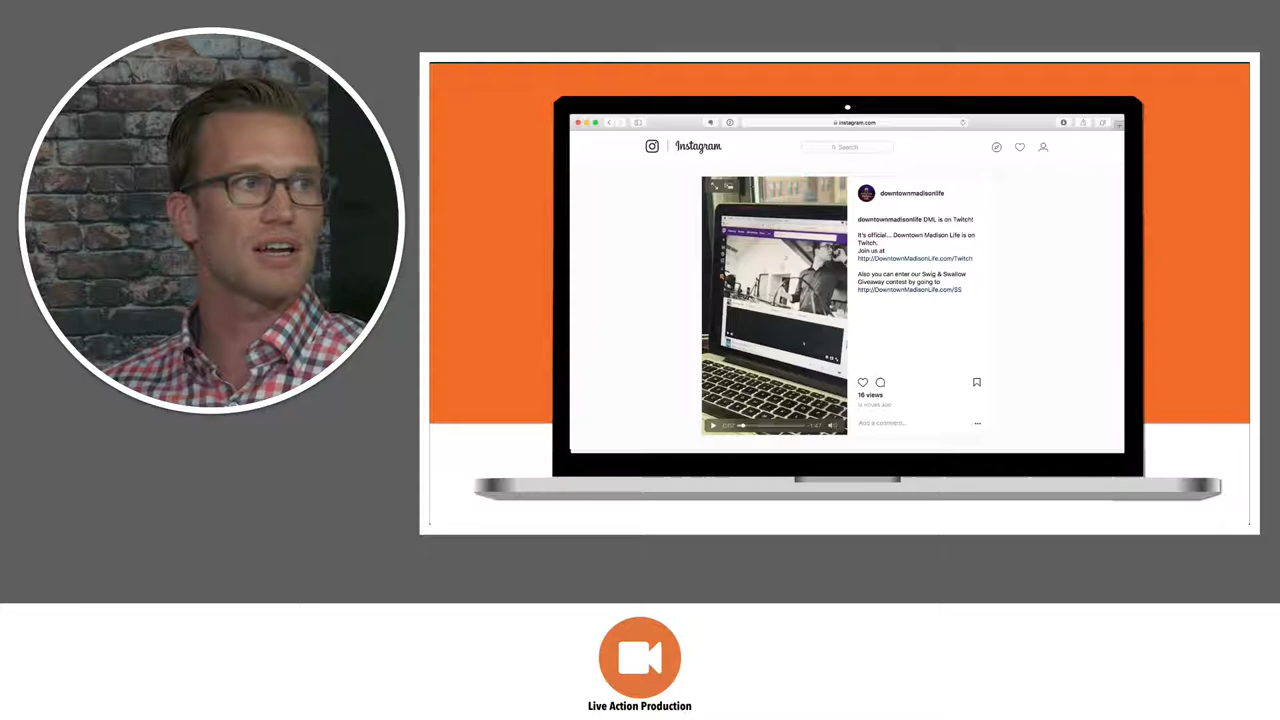 instagram.com
Instagram
Search
downtownmadisonlife
downtownmadisonlife DML is on Twitch!
It's official... Downtown Madison Life is on
Twitch.
Join us at
http://DowntownMadisonLife.com/Twitch
Also you can enter our Swig & Swallow
Giveaway contest by going to
http://DowntownMadisonLife.com/SS
16 views
Add a comment...
Live Action Production